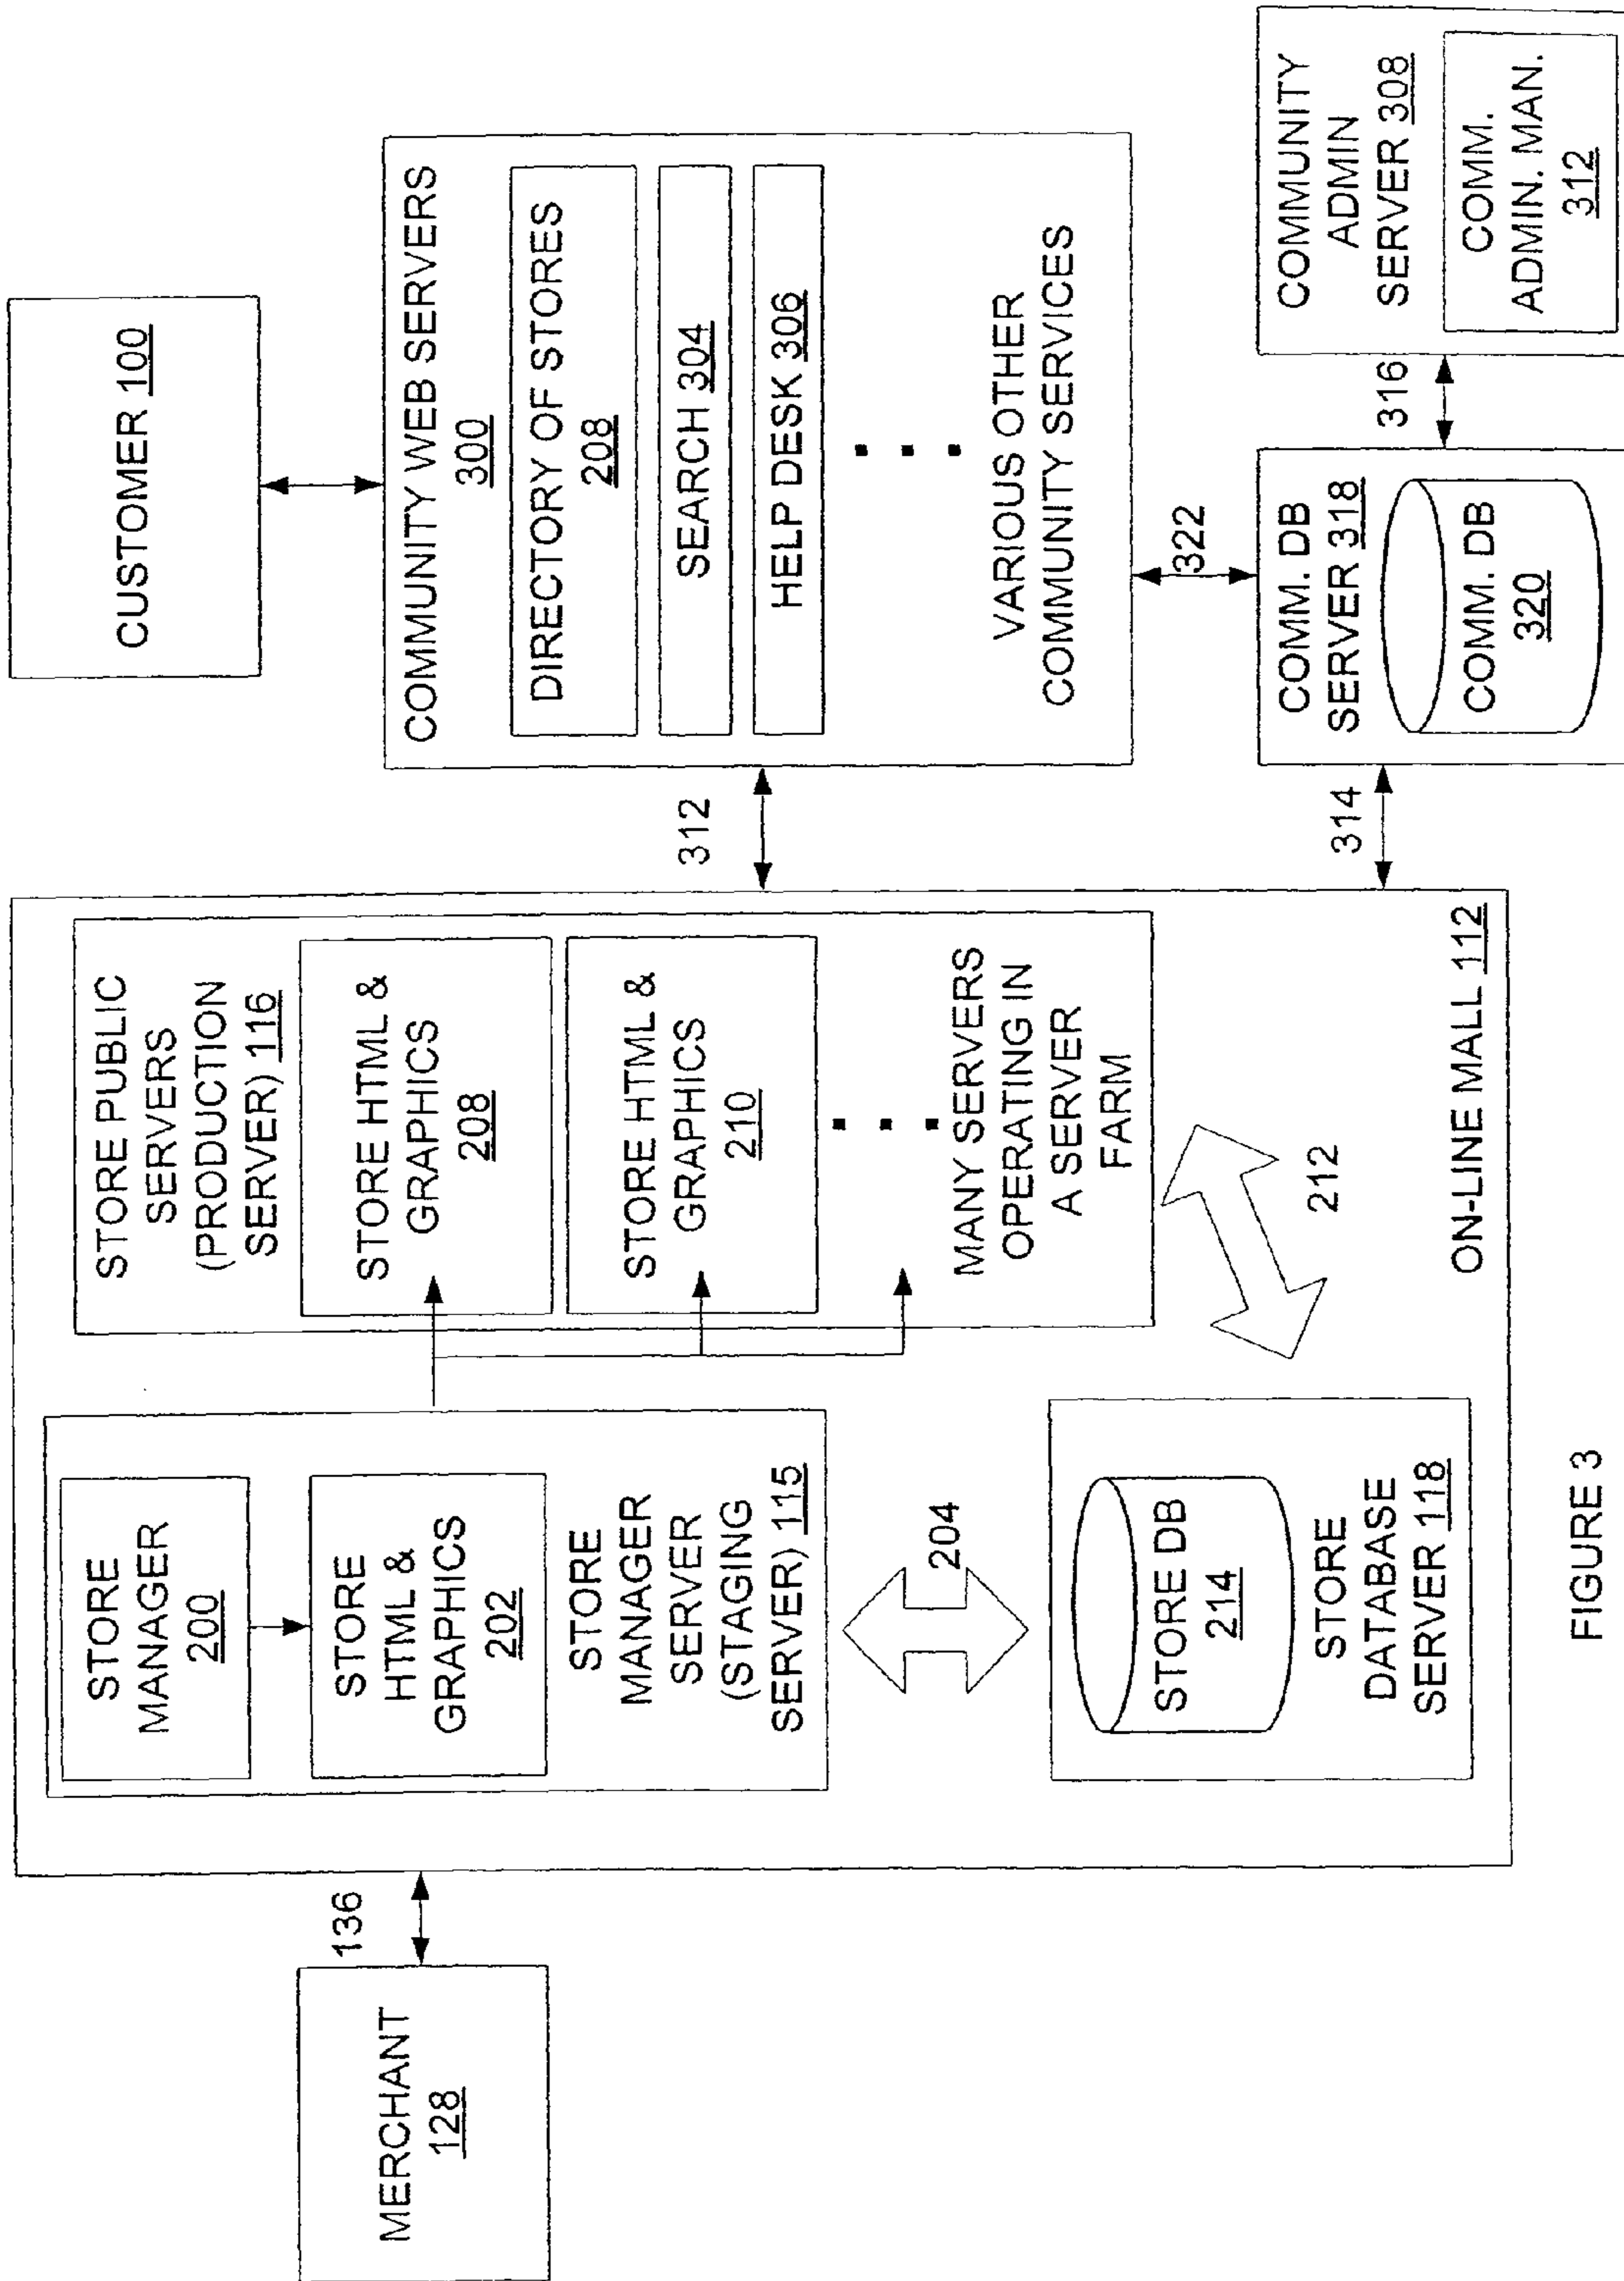 MERCHANT
128
136
STORE
MANAGER
200
STORE
HTML &
GRAPHICS
202
STORE
MANAGER
SERVER
(STAGING
SERVER) 115
204
STORE DB
214
STORE
DATABASE
SERVER 118
STORE PUBLIC
SERVERS
(PRODUCTION
SERVER) 116
STORE HTML &
GRAPHICS
208
STORE HTML &
GRAPHICS
210
MANY SERVERS
OPERATING IN
A SERVER
FARM
212
ON-LINE MALL 112
312
314
CUSTOMER 100
COMMUNITY WEB SERVERS
300
DIRECTORY OF STORES
208
SEARCH 304
HELP DESK 306
VARIOUS OTHER
COMMUNITY SERVICES
322
COMM. DB
SERVER 318
COMM. DB
320
316
COMMUNITY
ADMIN
SERVER 308
COMM.
ADMIN. MAN.
312
FIGURE 3